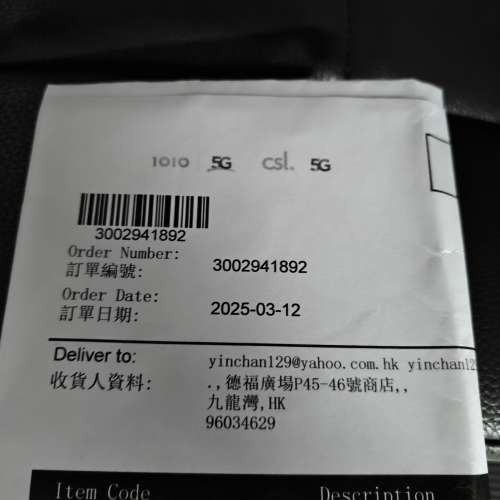 1010 5G csl. 5G
3002941892
Order Number:
訂單編號: 3002941892
Order Date:
訂單日期: 2025-03-12
Deliver to: yinchan129@yahoo.com.hk yinchan129
收貨人資料: .,德福廣場P45-46號商店,,
九龍灣,HK
96034629
Item Code Description